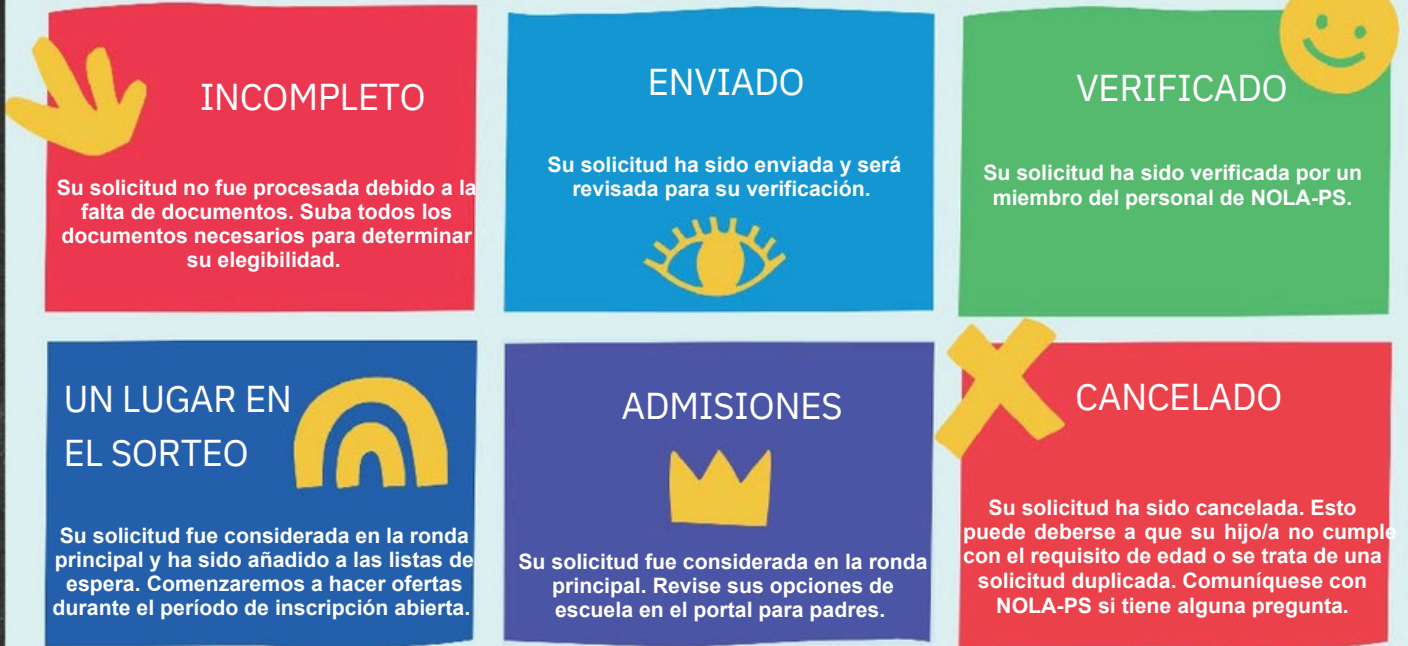 INCOMPLETO
Su solicitud no fue procesada debido a la
falta de documentos. Suba todos los
documentos necesarios para determinar
su elegibilidad.
ENVIADO
Su solicitud ha sido enviada y será
revisada para su verificación.
VERIFICADO
Su solicitud ha sido verificada por un
miembro del personal de NOLA-PS.
UN LUGAR EN
EL SORTEO
Su solicitud fue considerada en la ronda
principal y ha sido añadido a las listas de
espera. Comenzaremos a hacer ofertas
durante el período de inscripción abierta.
ADMISIONES
Su solicitud fue considerada en la ronda
principal. Revise sus opciones de
escuela en el portal para padres.
CANCELADO
Su solicitud ha sido cancelada. Esto
puede deberse a que su hijo/a no cumple
con el requisito de edad o se trata de una
solicitud duplicada. Comuníquese con
NOLA-PS si tiene alguna pregunta.